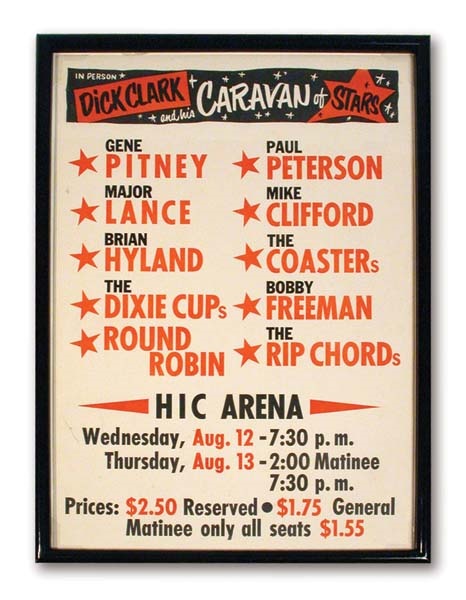 IN PERSON
DICK CLARK and his CARAVAN of STARS
GENE
PITNEY
PAUL
PETERSON
MAJOR
LANCE
MIKE
CLIFFORD
BRIAN
HYLAND
THE
COASTERs
THE
DIXIE CUPs
BOBBY
FREEMAN
ROUND
ROBIN
THE
RIP CHORDs
HIC ARENA
Wednesday, Aug. 12 - 7:30 p. m.
Thursday, Aug. 13 - 2:00 Matinee
7:30 p. m.
Prices: $2.50 Reserved • $1.75 General
Matinee only all seats $1.55